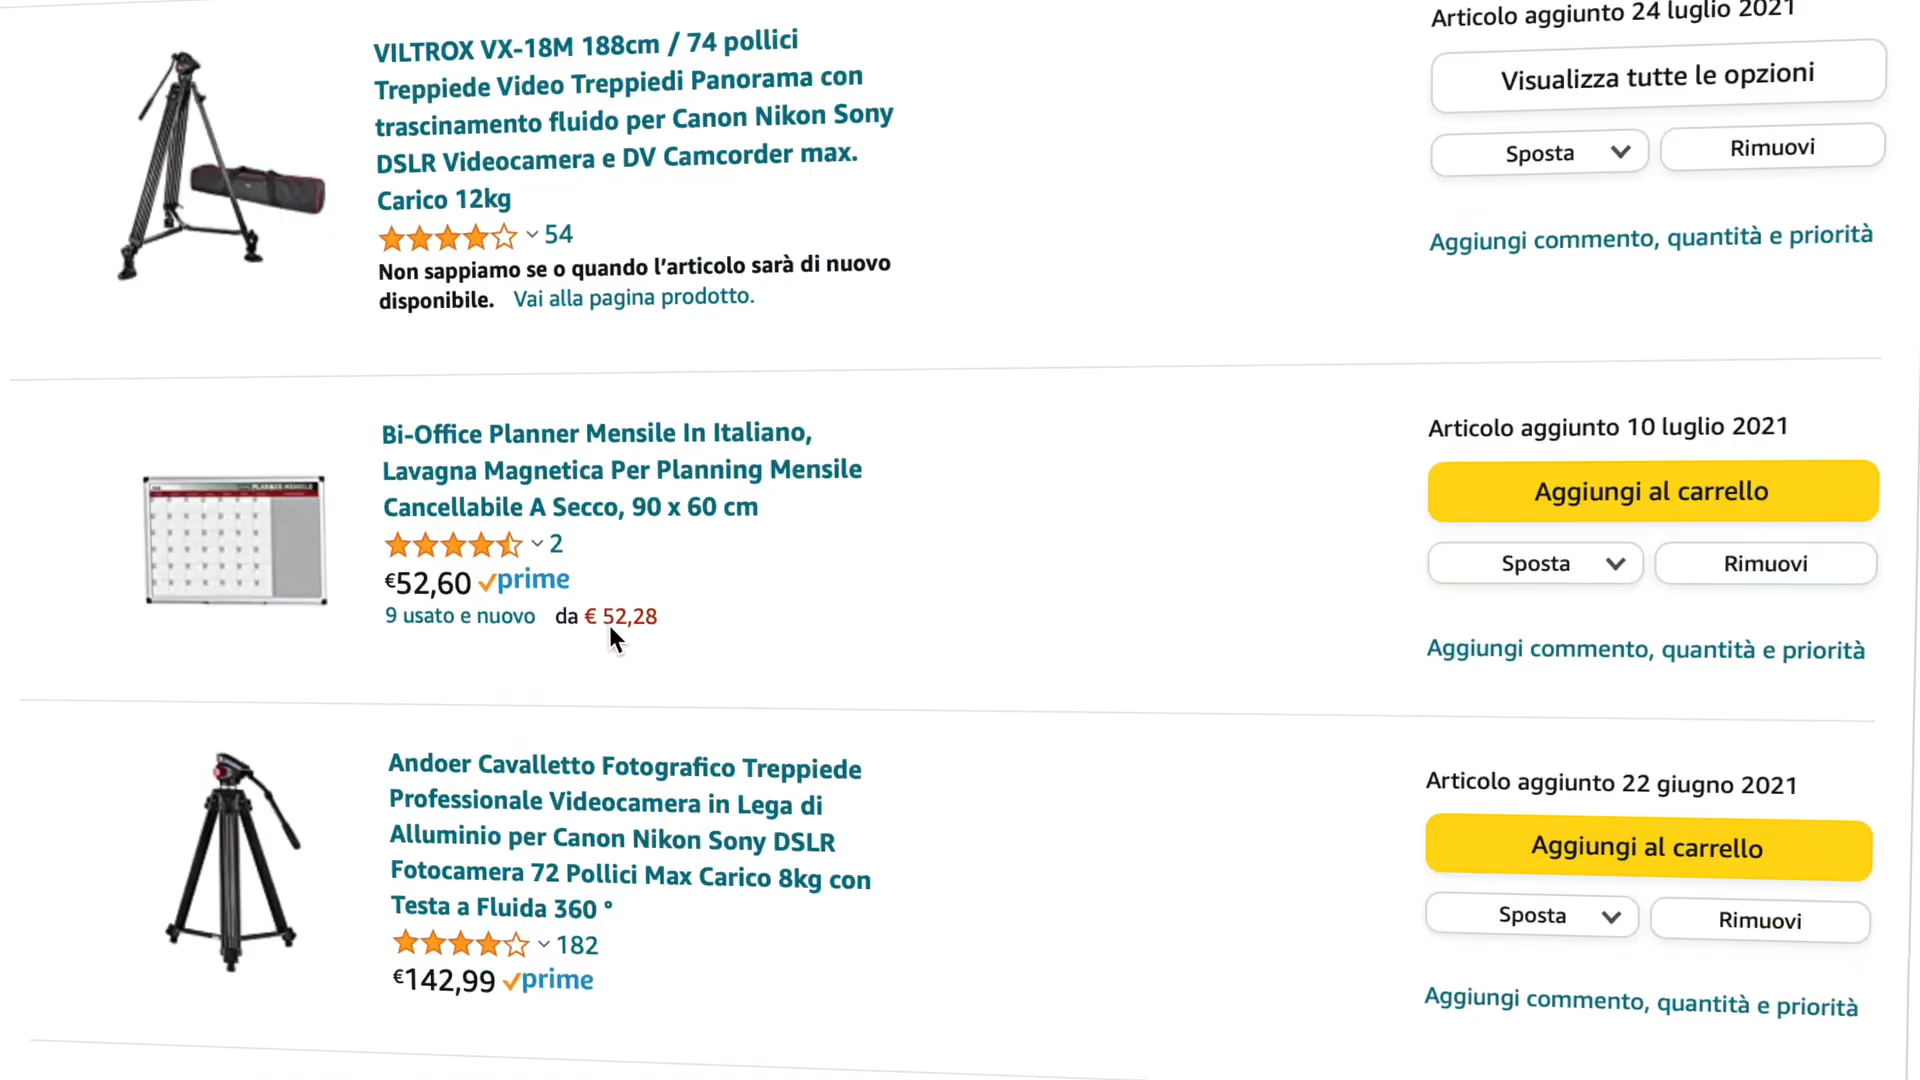 Articolo aggiunto 24 luglio 2021
VILTROX VX-18M 188cm / 74 pollici
Treppiede Video Treppiedi Panorama con
trascinamento fluido per Canon Nikon Sony
DSLR Videocamera e DV Camcorder max.
Carico 12kg
54
Non sappiamo se o quando l’articolo sarà di nuovo
disponibile. Vai alla pagina prodotto.
Visualizza tutte le opzioni
Sposta Rimuovi
Aggiungi commento, quantità e priorità
Bi-Office Planner Mensile In Italiano,
Lavagna Magnetica Per Planning Mensile
Cancellabile A Secco, 90 x 60 cm
2
€52,60 prime
9 usato e nuovo da € 52,28
Articolo aggiunto 10 luglio 2021
Aggiungi al carrello
Sposta Rimuovi
Aggiungi commento, quantità e priorità
Andoer Cavalletto Fotografico Treppiede
Professionale Videocamera in Lega di
Alluminio per Canon Nikon Sony DSLR
Fotocamera 72 Pollici Max Carico 8kg con
Testa a Fluida 360 °
182
€142,99 prime
Articolo aggiunto 22 giugno 2021
Aggiungi al carrello
Sposta Rimuovi
Aggiungi commento, quantità e priorità